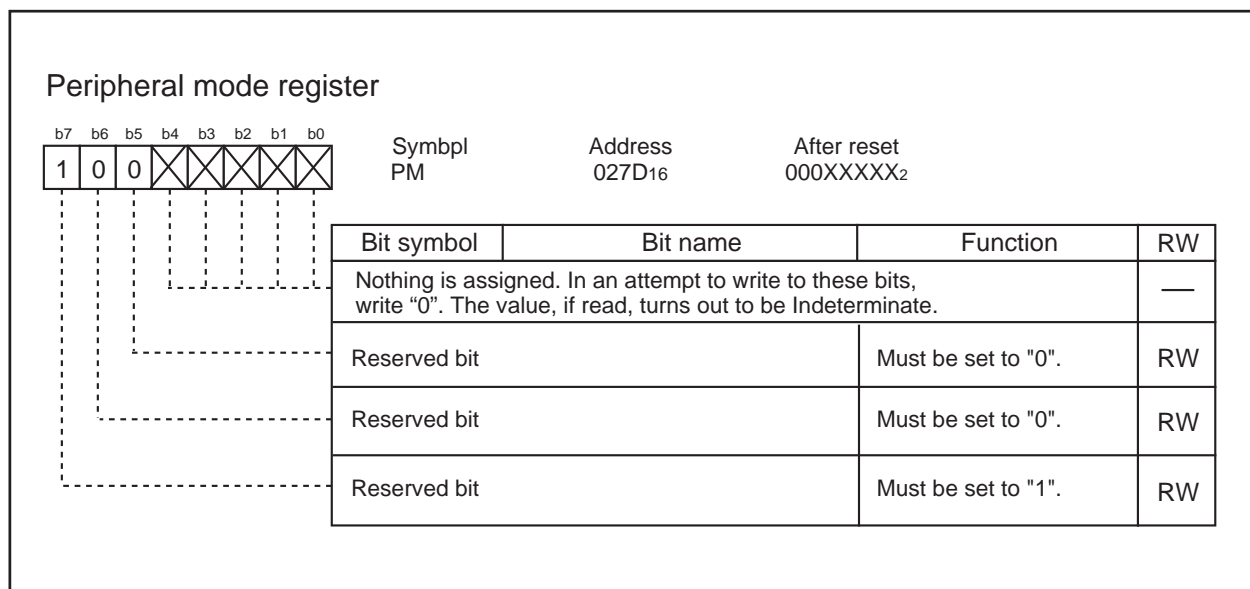 Peripheral mode register
b7 b6 b5 b4 b3 b2 b1 b0
Symbpl Address After reset
1 0 0
PM 027D16 000XXXXX2
Bit symbol Bit name Function RW
Nothing is assigned. In an attempt to write to these bits,
write “0”. The value, if read, turns out to be Indeterminate.
—
Reserved bit Must be set to "0". RW
Reserved bit Must be set to "0". RW
Reserved bit Must be set to "1". RW